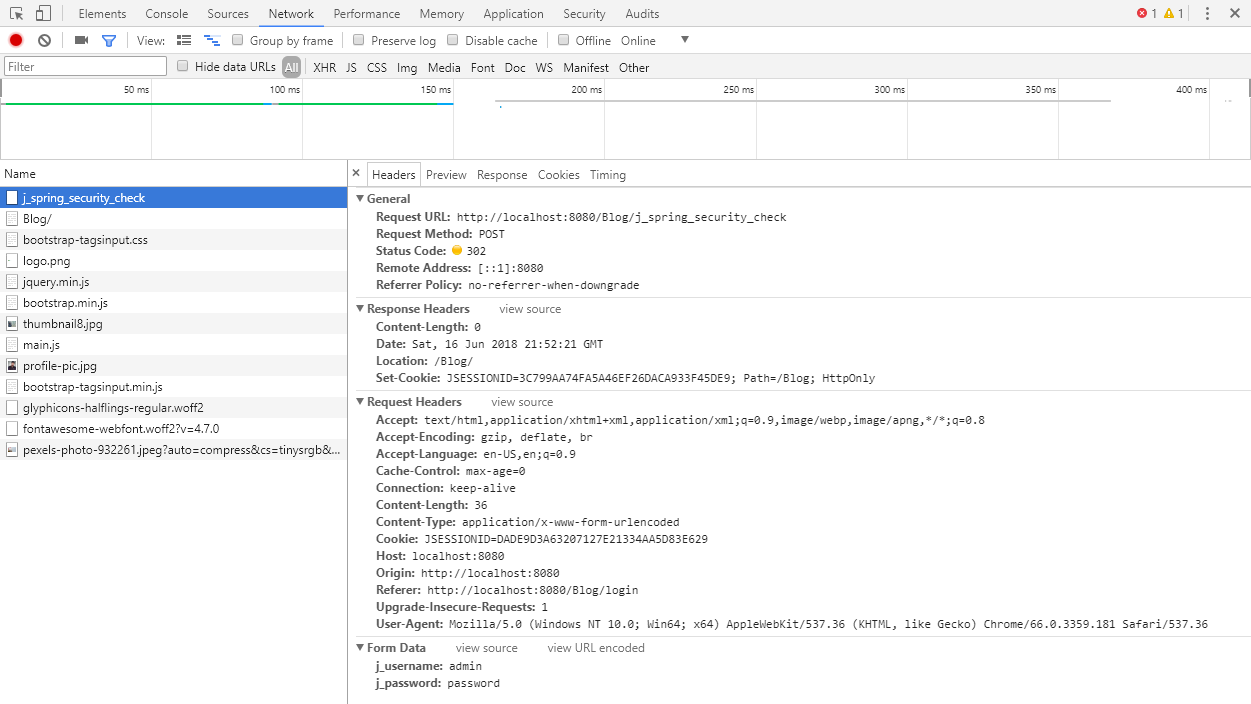 Elements Console Sources Network Performance Memory Application Security Audits 1 1
View: Group by frame Preserve log Disable cache Offline Online
Filter Hide data URLs All XHR JS CSS Img Media Font Doc WS Manifest Other
50 ms 100 ms 150 ms 200 ms 250 ms 300 ms 350 ms 400 ms
Name
j_spring_security_check
Blog/
bootstrap-tagsinput.css
logo.png
jquery.min.js
bootstrap.min.js
thumbnail8.jpg
main.js
profile-pic.jpg
bootstrap-tagsinput.min.js
glyphicons-halflings-regular.woff2
fontawesome-webfont.woff2?v=4.7.0
pexels-photo-932261.jpeg?auto=compress&cs=tinysrgb&...
Headers Preview Response Cookies Timing
General
Request URL: http://localhost:8080/Blog/j_spring_security_check
Request Method: POST
Status Code: 302
Remote Address: [::1]:8080
Referrer Policy: no-referrer-when-downgrade
Response Headers view source
Content-Length: 0
Date: Sat, 16 Jun 2018 21:52:21 GMT
Location: /Blog/
Set-Cookie: JSESSIONID=3C799AA74FA5A46EF26DACA933F45DE9; Path=/Blog; HttpOnly
Request Headers view source
Accept: text/html,application/xhtml+xml,application/xml;q=0.9,image/webp,image/apng,*/*;q=0.8
Accept-Encoding: gzip, deflate, br
Accept-Language: en-US,en;q=0.9
Cache-Control: max-age=0
Connection: keep-alive
Content-Length: 36
Content-Type: application/x-www-form-urlencoded
Cookie: JSESSIONID=DADE9D3A63207127E21334AA5D83E629
Host: localhost:8080
Origin: http://localhost:8080
Referer: http://localhost:8080/Blog/login
Upgrade-Insecure-Requests: 1
User-Agent: Mozilla/5.0 (Windows NT 10.0; Win64; x64) AppleWebKit/537.36 (KHTML, like Gecko) Chrome/66.0.3359.181 Safari/537.36
Form Data view source view URL encoded
j_username: admin
j_password: password